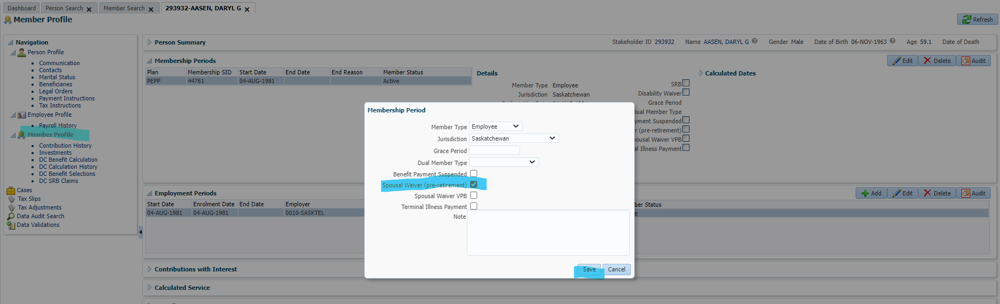 Dashboard Person Search Member Search 293932-AASEN, DARYL G
Member Profile
Refresh
Navigation
Person Profile
Communication
Contacts
Marital Status
Beneficiaries
Legal Orders
Payment Instructions
Tax Instructions
Employee Profile
Payroll History
Member Profile
Contribution History
Investments
DC Benefit Calculation
DC Calculation History
DC Benefit Selections
DC SRB Claims
Cases
Tax Slips
Tax Adjustments
Data Audit Search
Data Validations
Person Summary
Stakeholder ID 293932 Name AASEN, DARYL G Gender Male Date of Birth 06-NOV-1963 Age 59.1 Date of Death
Membership Periods
Edit Delete Audit
Plan Membership SID Start Date End Date End Reason Member Status
PEPP 44761 04-AUG-1981 Active
Details
Member Type Employee
Jurisdiction Saskatchewan
Calculated Dates
SRB
Disability Waiver
Grace Period
Dual Member Type
yment Suspended
r (pre-retirement)
pousal Waiver VPB
al Illness Payment
Membership Period
Member Type Employee
Jurisdiction Saskatchewan
Grace Period
Dual Member Type
Benefit Payment Suspended
Spousal Waiver (pre-retirement)
Spousal Waiver VPB
Terminal Illness Payment
Note
Save Cancel
Employment Periods
Add Edit Delete Audit
Start Date Enrolment Date End Date Employer ber Status
04-AUG-1981 04-AUG-1981 0010-SASKTEL e
Contributions with Interest
Calculated Service